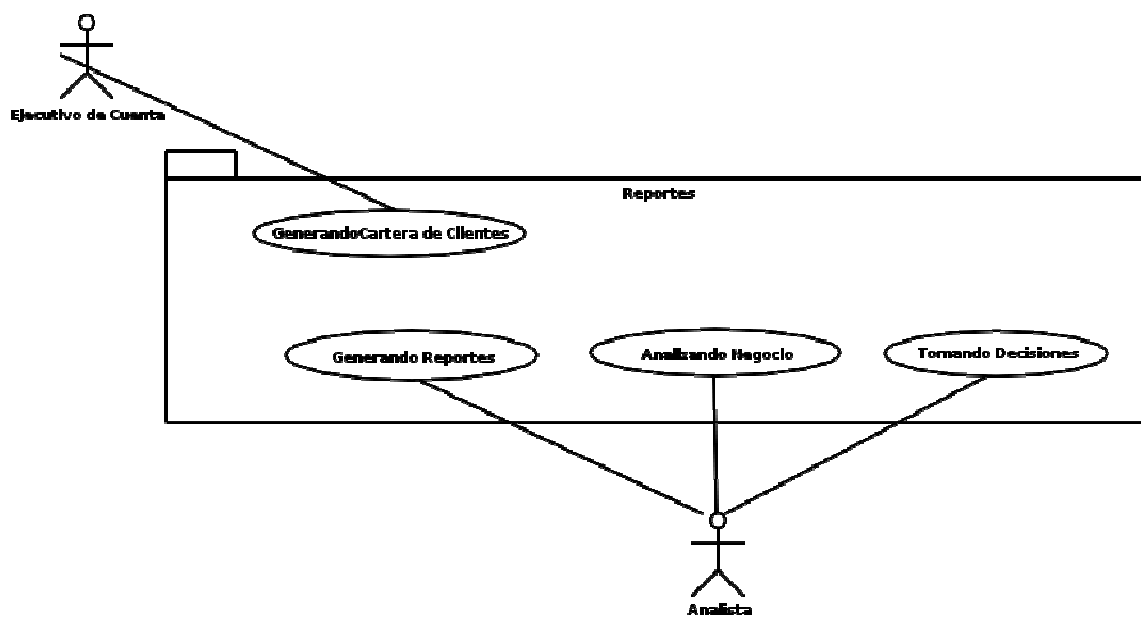 Ejecutivo de Cuenta
Reportes
GenerandoCartera de Clientes
Generando Reportes
Analizando Negocio
Tomando Decisiones
Analista